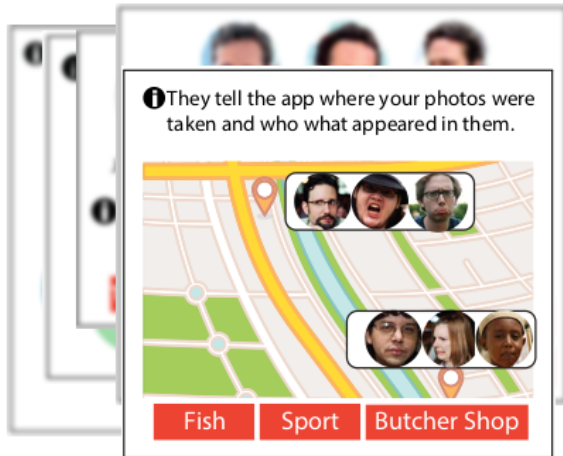 They tell the app where your photos were
taken and who what appeared in them.
Fish Sport Butcher Shop